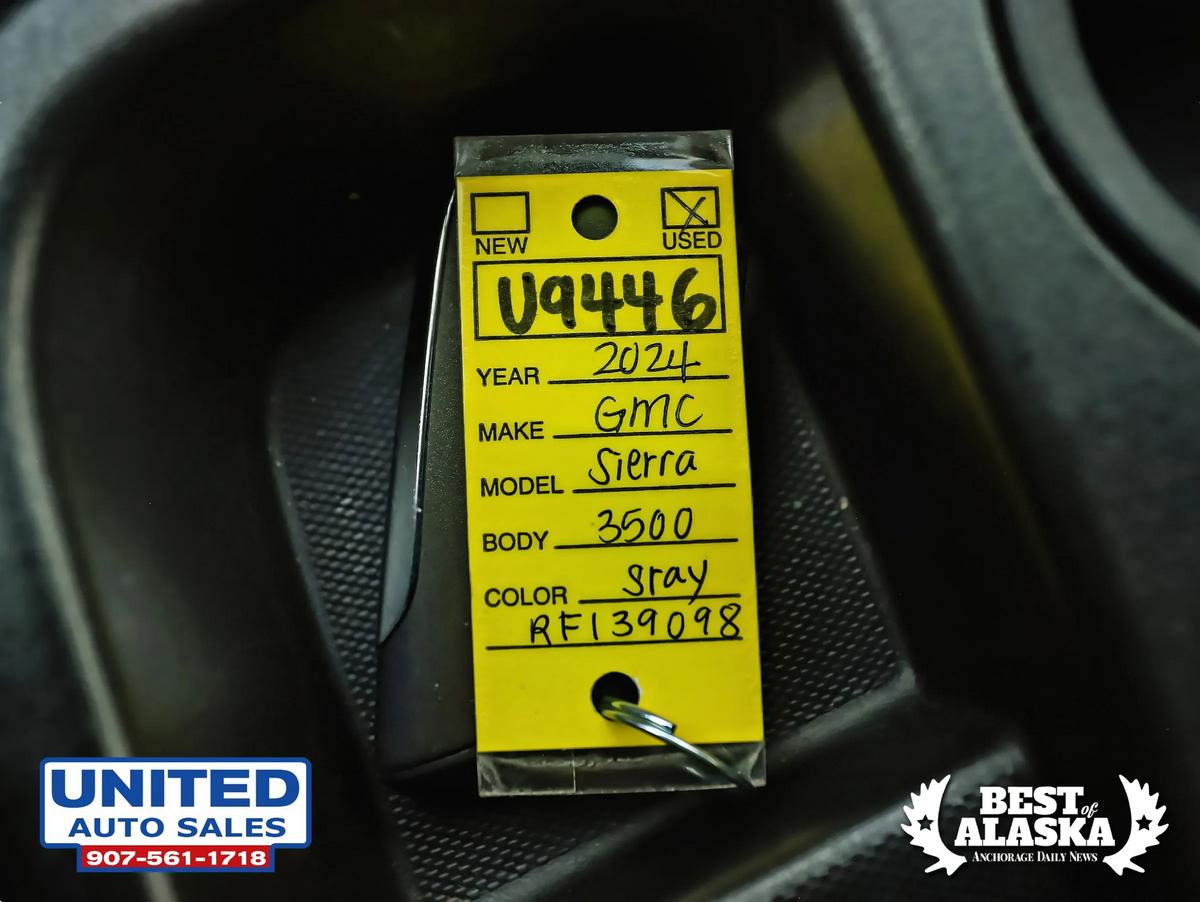 NEW USED
U9446
YEAR 2024
MAKE GMC
MODEL Sierra
BODY 3500
COLOR gray
RF139098
UNITED
AUTO SALES
907-561-1718
BEST of
ALASKA
ANCHORAGE DAILY NEWS